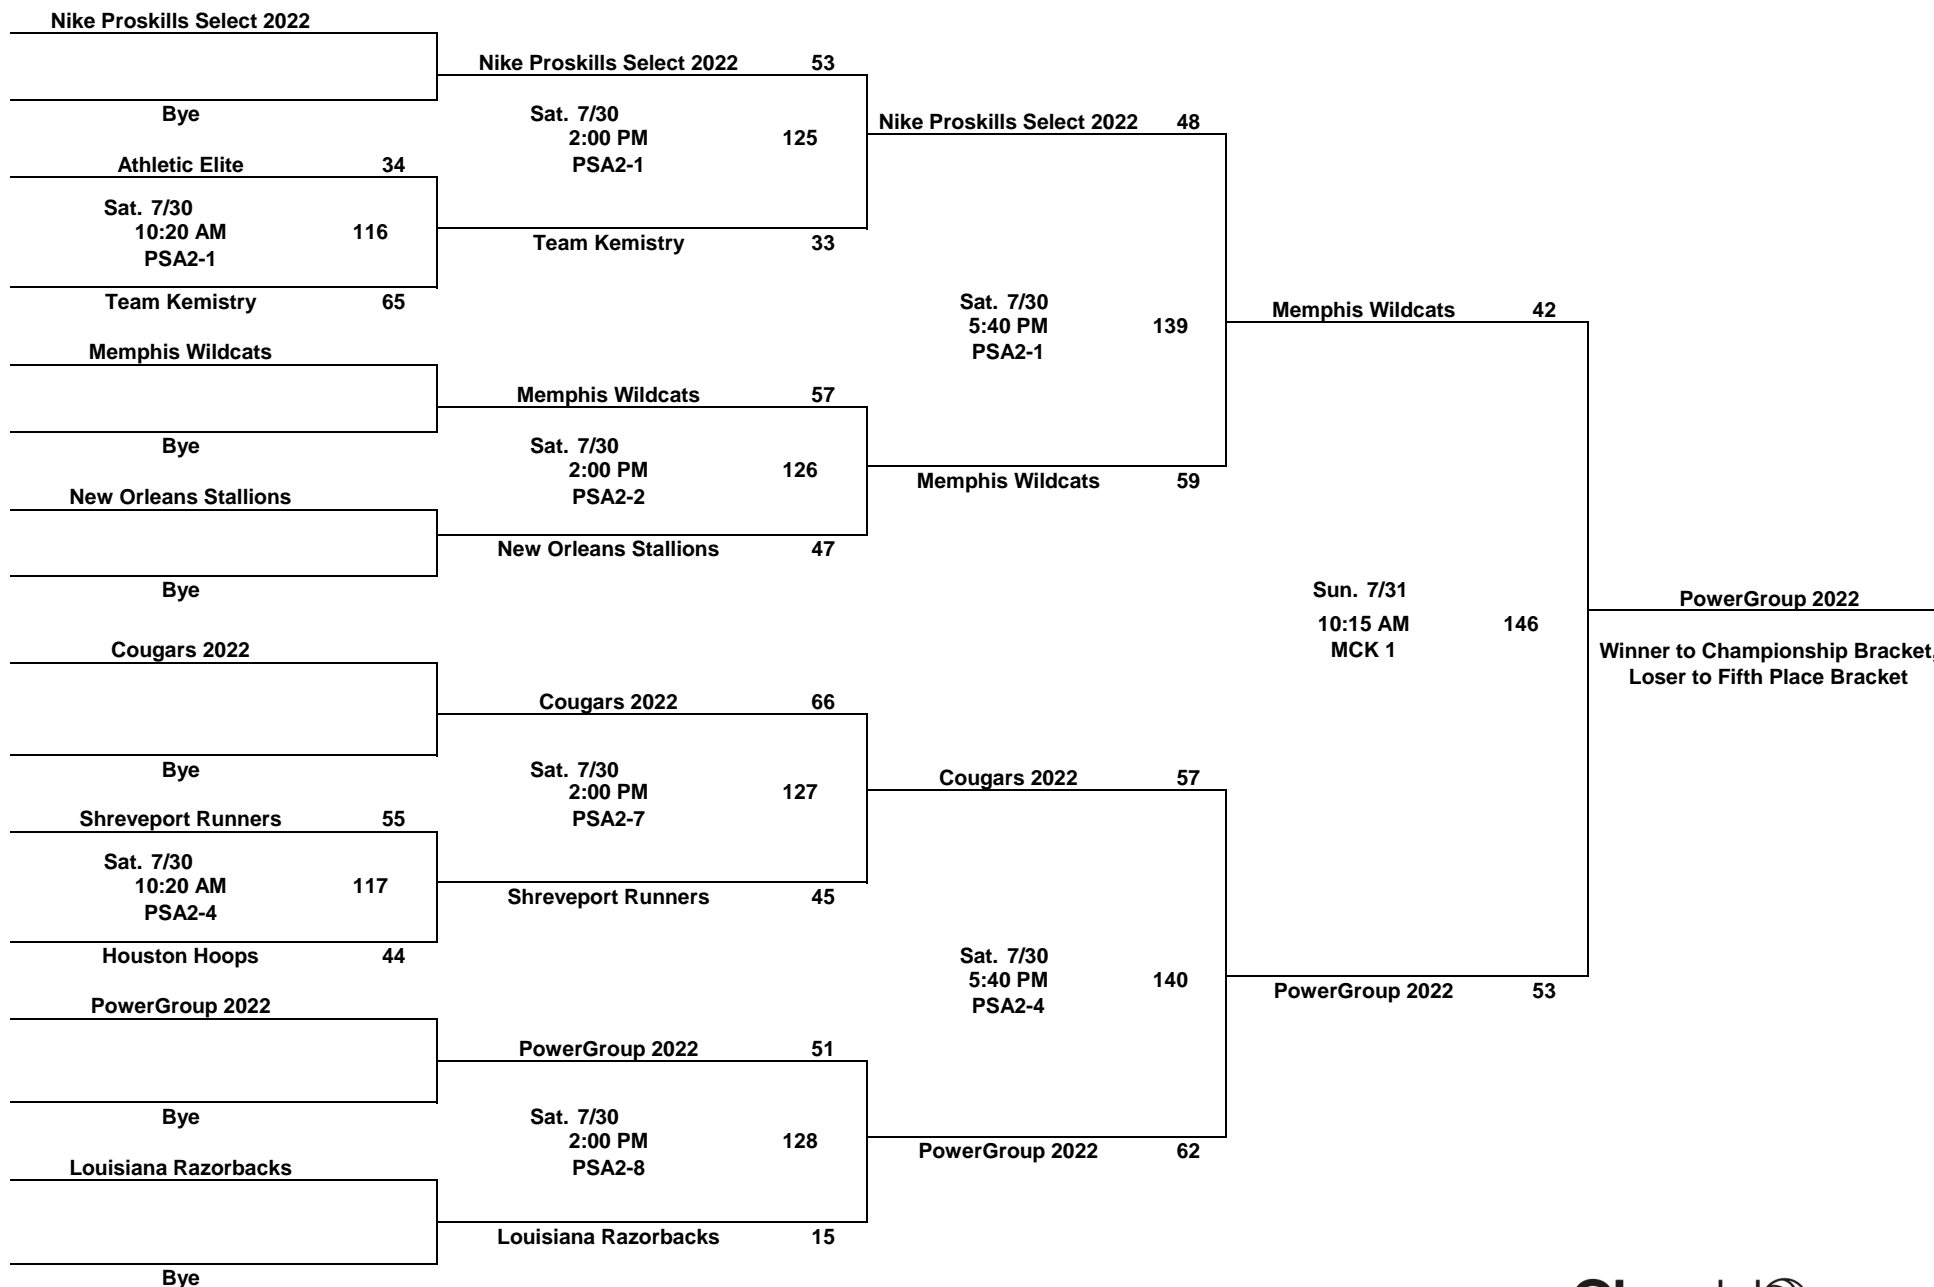 Nike Proskills Select 2022
Bye
Athletic Elite 34
Sat. 7/30
10:20 AM 116
PSA2-1
Team Kemistry 65
Memphis Wildcats
Bye
New Orleans Stallions
Bye
Cougars 2022
Bye
Shreveport Runners 55
Sat. 7/30
10:20 AM 117
PSA2-4
Houston Hoops 44
PowerGroup 2022
Bye
Louisiana Razorbacks
Bye
Nike Proskills Select 2022 53
Sat. 7/30
2:00 PM 125
PSA2-1
Team Kemistry 33
Memphis Wildcats 57
Sat. 7/30
2:00 PM 126
PSA2-2
New Orleans Stallions 47
Cougars 2022 66
Sat. 7/30
2:00 PM 127
PSA2-7
Shreveport Runners 45
PowerGroup 2022 51
Sat. 7/30
2:00 PM 128
PSA2-8
Louisiana Razorbacks 15
Nike Proskills Select 2022 48
Sat. 7/30
5:40 PM 139
PSA2-1
Memphis Wildcats 59
Cougars 2022 57
Sat. 7/30
5:40 PM 140
PSA2-4
PowerGroup 2022 62
Memphis Wildcats 42
Sun. 7/31
10:15 AM 146
MCK 1
PowerGroup 2022 53
PowerGroup 2022
Winner to Championship Bracket,
Loser to Fifth Place Bracket